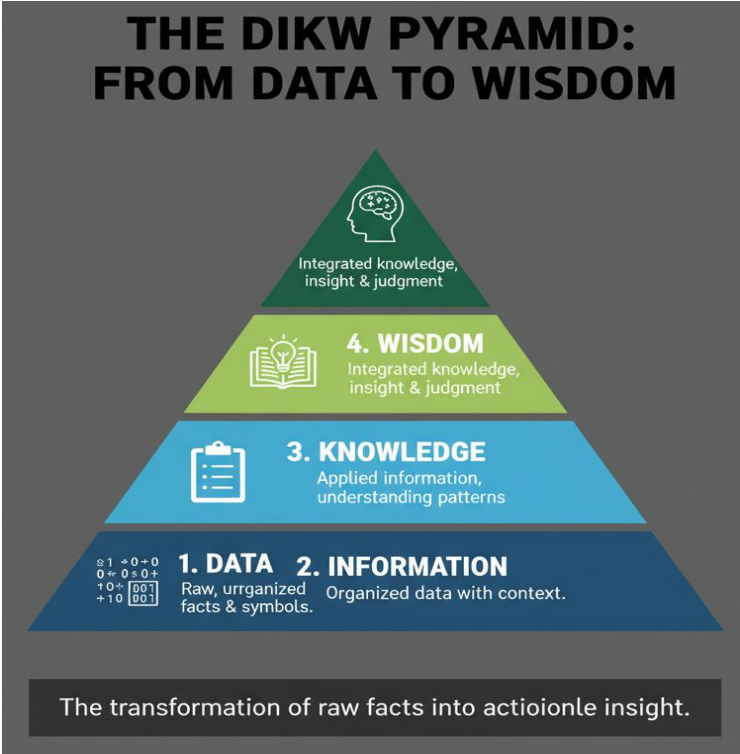 THE DIKW PYRAMID:
FROM DATA TO WISDOM
Integrated knowledge,
insight & judgment
4. WISDOM
Integrated knowledge,
insight & judgment
3. KNOWLEDGE
Applied information,
understanding patterns
1. DATA
Raw, urrganized
facts & symbols.
2. INFORMATION
Organized data with context.
The transformation of raw facts into actioionle insight.